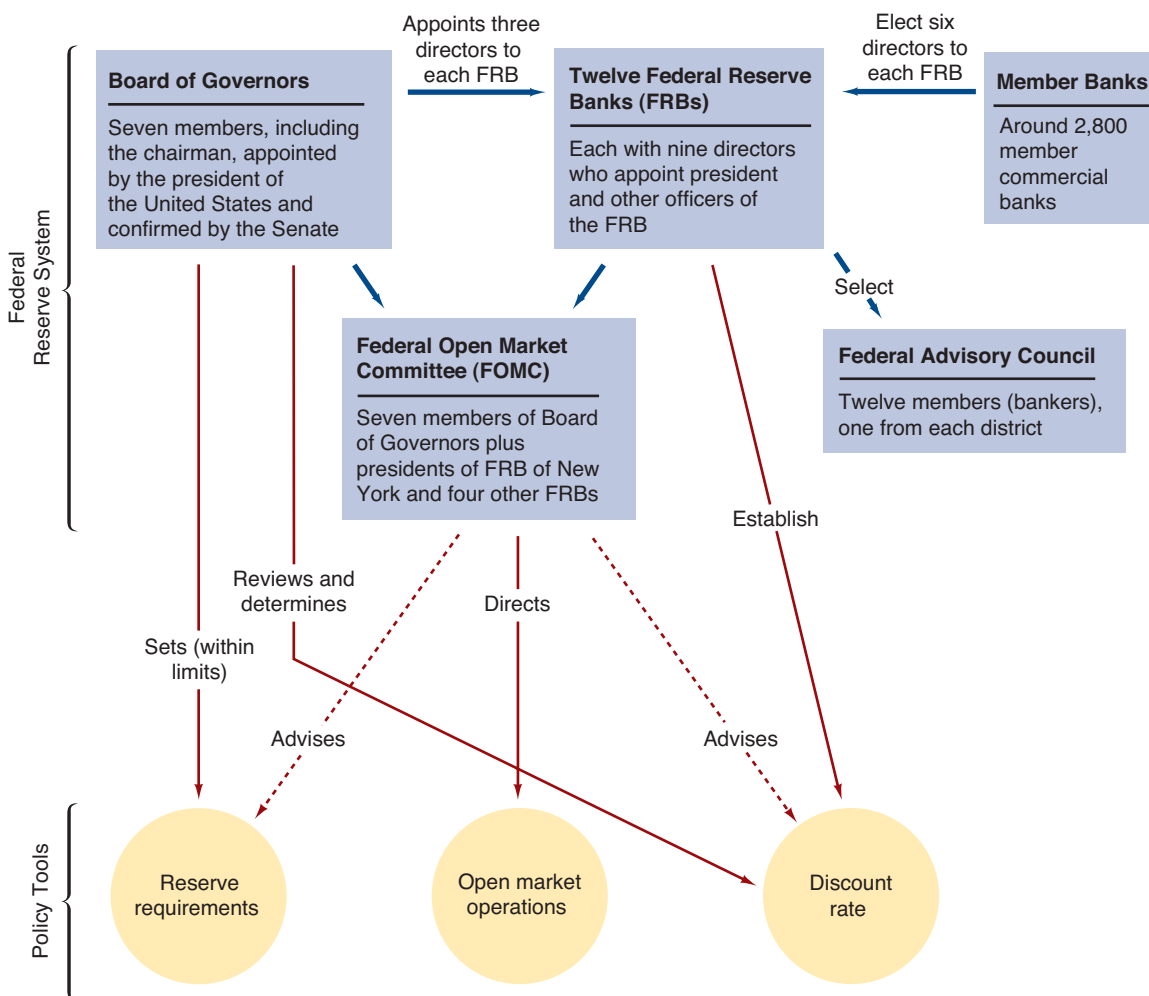 Appoints three
directors to
each FRB
Elect six
directors to
each FRB
Board of Governors
Seven members, including
the chairman, appointed
by the president of
the United States and
confirmed by the Senate
Twelve Federal Reserve
Banks (FRBs)
Each with nine directors
who appoint president
and other officers of
the FRB
Member Banks
Around 2,800
member
commercial
banks
Federal
Reserve System
Select
Federal Open Market
Committee (FOMC)
Seven members of Board
of Governors plus
presidents of FRB of New
York and four other FRBs
Federal Advisory Council
Twelve members (bankers),
one from each district
Establish
Reviews and
determines
Directs
Sets (within
limits)
Advises
Advises
Policy Tools
Reserve
requirements
Open market
operations
Discount
rate